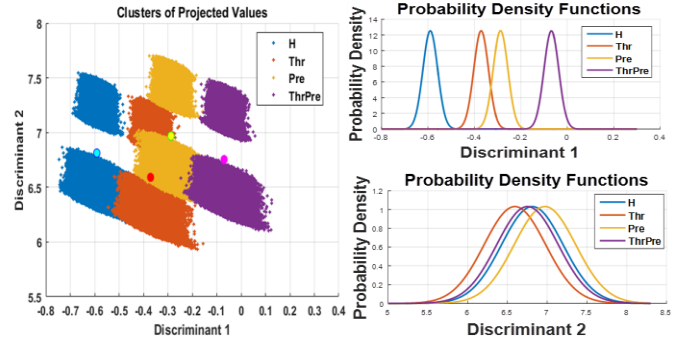 Clusters of Projected Values
H
Thr
Pre
ThrPre
Discriminant 2
8
7.5
7
6.5
6
5.5
-0.8 -0.7 -0.6 -0.5 -0.4 -0.3 -0.2 -0.1 0 0.1 0.2 0.3 0.4
Discriminant 1
Probability Density Functions
H
Thr
Pre
ThrPre
Probability Density
14
12
10
8
6
4
2
0
-0.8 -0.6 -0.4 -0.2 0 0.2 0.4
Discriminant 1
Probability Density Functions
H
Thr
Pre
ThrPre
Probability Density
1.2
1
0.8
0.6
0.4
0.2
0
5 5.5 6 6.5 7 7.5 8 8.5
Discriminant 2